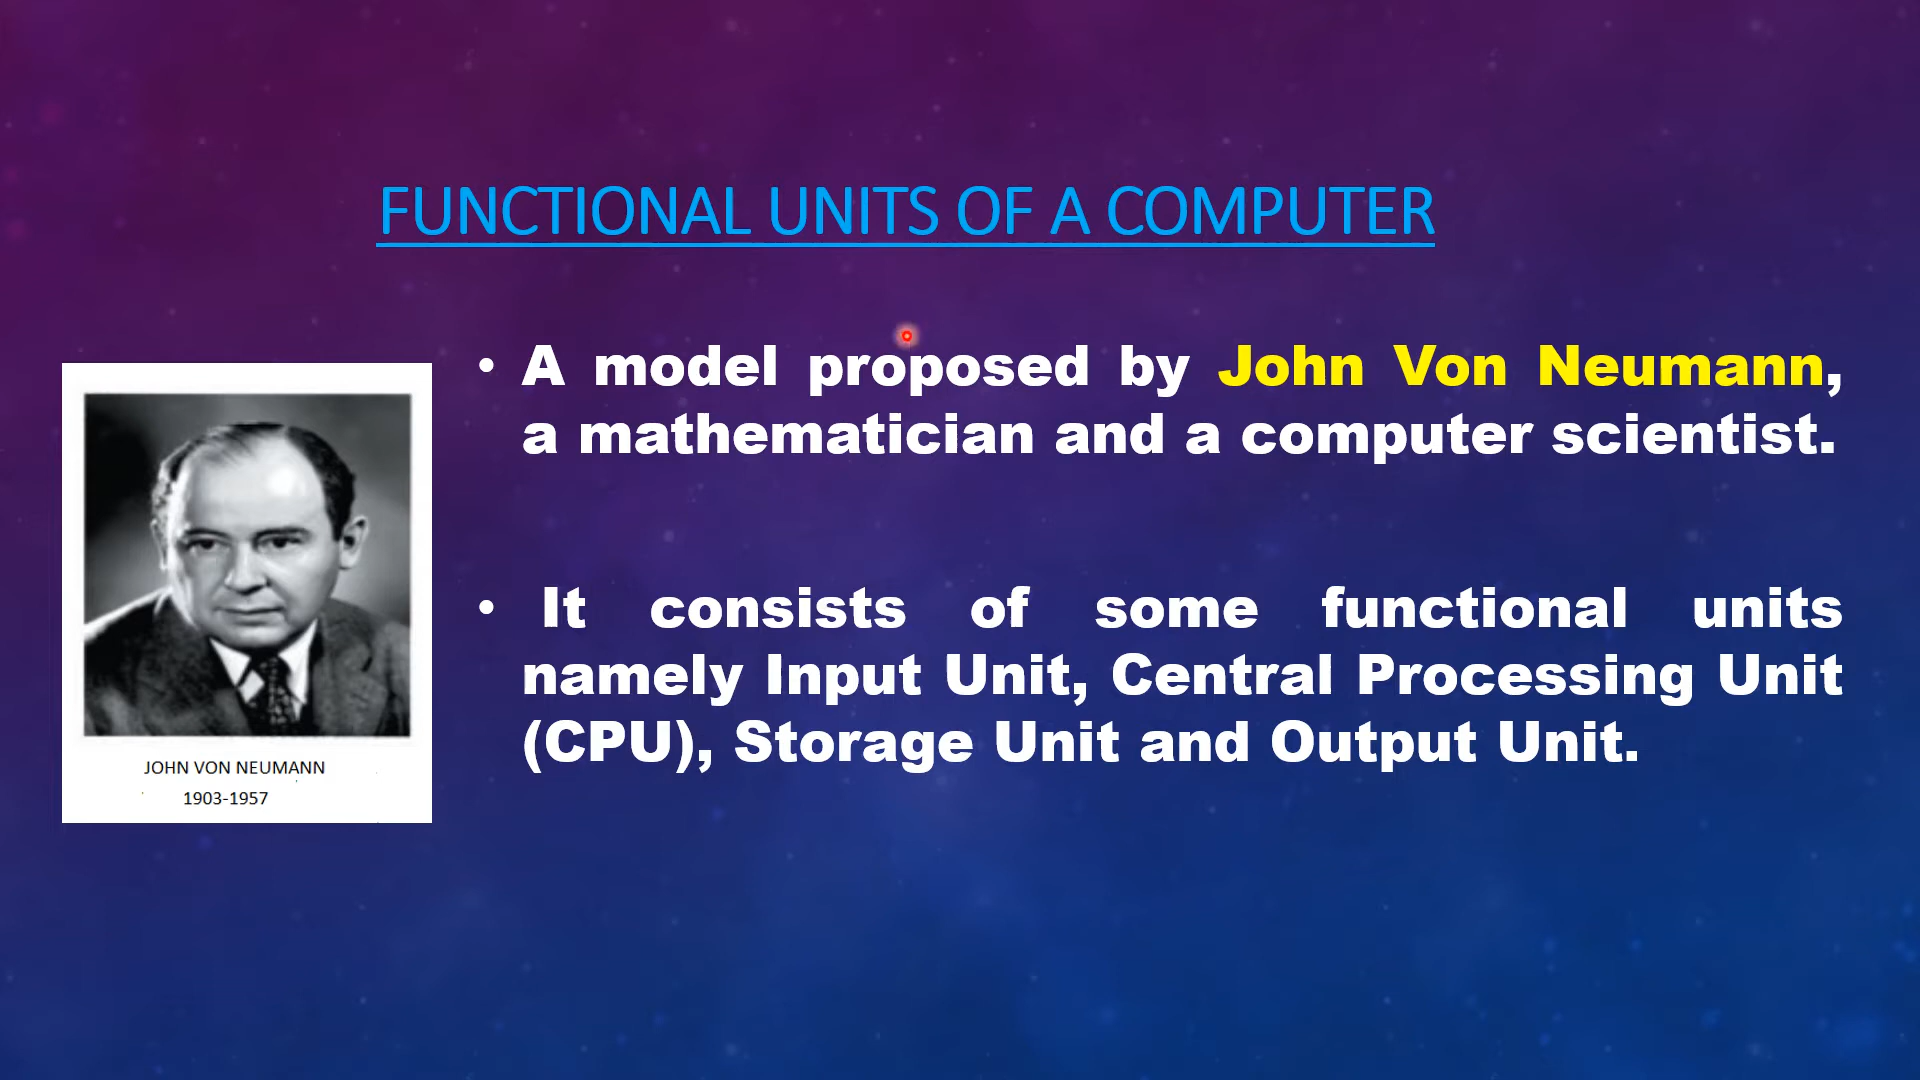 FUNCTIONAL UNITS OF A COMPUTER
• A model proposed by John Von Neumann,
a mathematician and a computer scientist.
• It consists of some functional units
namely Input Unit, Central Processing Unit
(CPU), Storage Unit and Output Unit.
JOHN VON NEUMANN
1903-1957